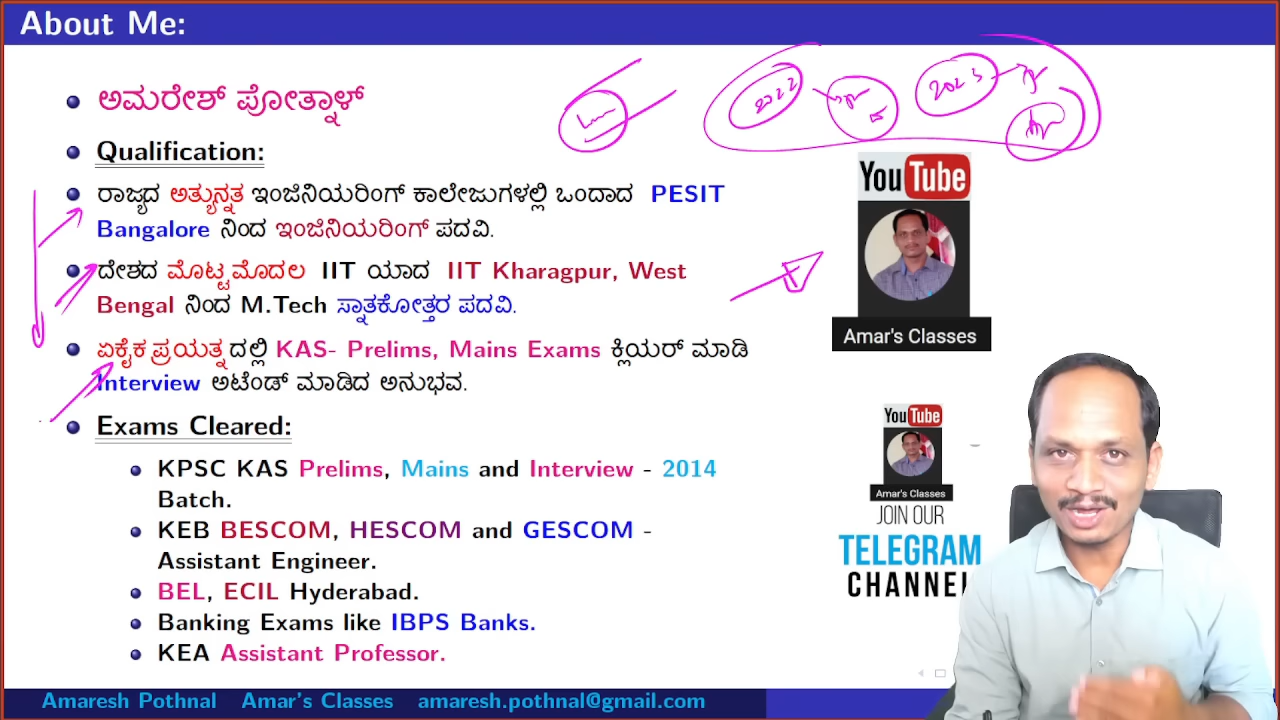 About Me:
ಅಮರೇಶ್ ಪೋತ್ನಾಳ್
Qualification:
ರಾಜ್ಯದ ಅತ್ಯುನ್ನತ ಇಂಜಿನಿಯರಿಂಗ್ ಕಾಲೇಜುಗಳಲ್ಲಿ ಒಂದಾದ PESIT
Bangalore ನಿಂದ ಇಂಜಿನಿಯರಿಂಗ್ ಪದವಿ.
ದೇಶದ ಮೊಟ್ಟಮೊದಲ IIT ಯಾದ IIT Kharagpur, West
Bengal ನಿಂದ M.Tech ಸ್ನಾತಕೋತ್ತರ ಪದವಿ.
ಏಕೈಕ ಪ್ರಯತ್ನದಲ್ಲಿ KAS- Prelims, Mains Exams ಕ್ಲಿಯರ್ ಮಾಡಿ
Interview ಅಟೆಂಡ್ ಮಾಡಿದ ಅನುಭವ.
Exams Cleared:
KPSC KAS Prelims, Mains and Interview - 2014
Batch.
KEB BESCOM, HESCOM and GESCOM -
Assistant Engineer.
BEL, ECIL Hyderabad.
Banking Exams like IBPS Banks.
KEA Assistant Professor.
2022
2023
YouTube
Amar's Classes
YouTube
Amar's Classes
JOIN OUR
TELEGRAM
CHANNEL
Amaresh Pothnal Amar's Classes amaresh.pothnal@gmail.com